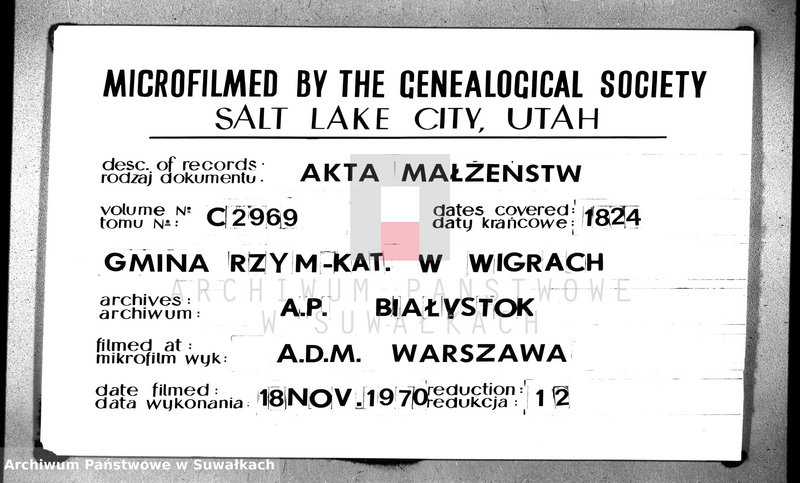 MICROFILMED BY THE GENEALOGICAL SOCIETY
SALT LAKE CITY, UTAH
desc. of records:
rodzaj dokumentu. AKTA MAŁŻEŃSTW
volume Nº dates covered:
tomu Nº: C 2969 daty krańcowe: 1824
GMINA RZYM-KAT. W WIGRACH
ARCHIWUM PAŃSTWOWE
archives:
archiwum: A.P. BIAŁYSTOK
W SUWAŁKACH
filmed at:
mikrofilm wyk: A.D.M. WARSZAWA
date filmed: reduction:
data wykonania. 18 NOV. 1970 redukcja: 12
Archiwum Państwowe w Suwałkach